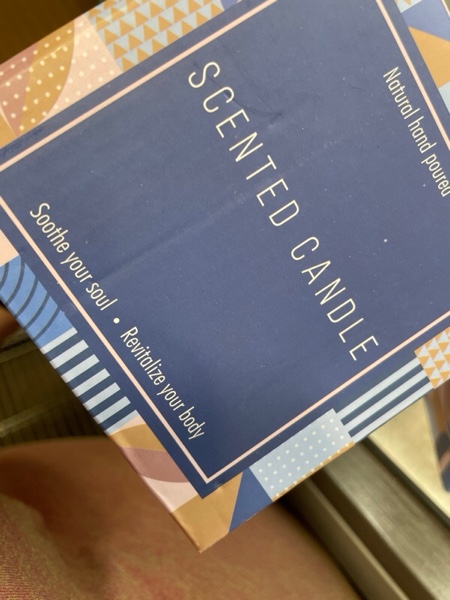 Natural hand poured
SCENTED CANDLE
Soothe your soul • Revitalize your body